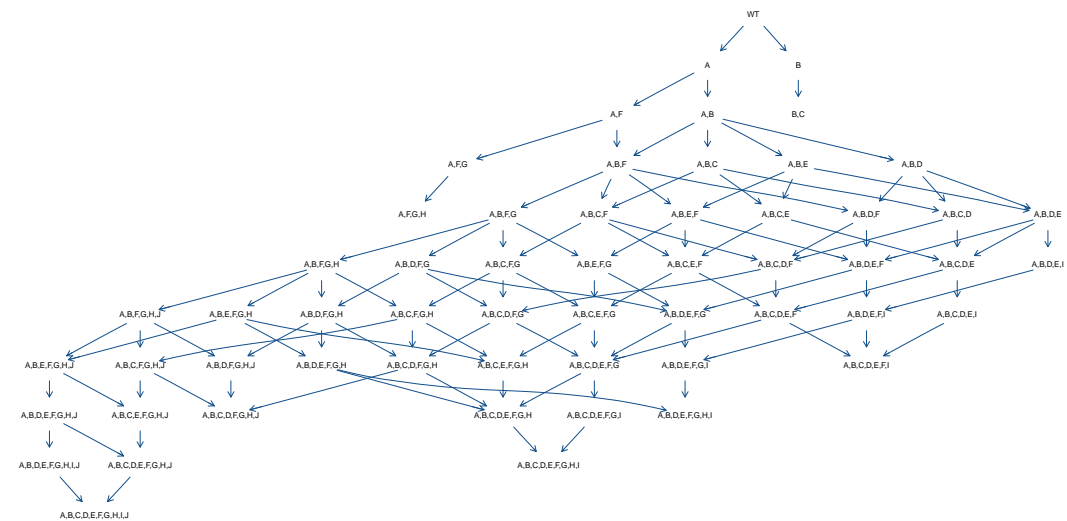 WT
A B
A,F A,B B,C
A,F,G A,B,F A,B,C A,B,E A,B,D
A,F,G,H A,B,F,G A,B,C,F A,B,E,F A,B,C,E A,B,D,F A,B,C,D A,B,D,E
A,B,F,G,H A,B,D,F,G A,B,C,F,G A,B,E,F,G A,B,C,E,F A,B,C,D,F A,B,D,E,F A,B,C,D,E A,B,D,E,I
A,B,F,G,H,J A,B,E,F,G,H A,B,D,F,G,H A,B,C,F,G,H A,B,C,D,F,G A,B,C,E,F,G A,B,D,E,F,G A,B,C,D,E,F A,B,D,E,F,I A,B,C,D,E,I
A,B,E,F,G,H,J A,B,C,F,G,H,J A,B,D,F,G,H,J A,B,D,E,F,G,H A,B,C,D,F,G,H A,B,C,E,F,G,H A,B,C,D,E,F,G A,B,D,E,F,G,I A,B,C,D,E,F,I
A,B,D,E,F,G,H,J A,B,C,E,F,G,H,J A,B,C,D,F,G,H,J A,B,C,D,E,F,G,H A,B,C,D,E,F,G,I A,B,D,E,F,G,H,I
A,B,D,E,F,G,H,I,J A,B,C,D,E,F,G,H,J A,B,C,D,E,F,G,H,I
A,B,C,D,E,F,G,H,I,J